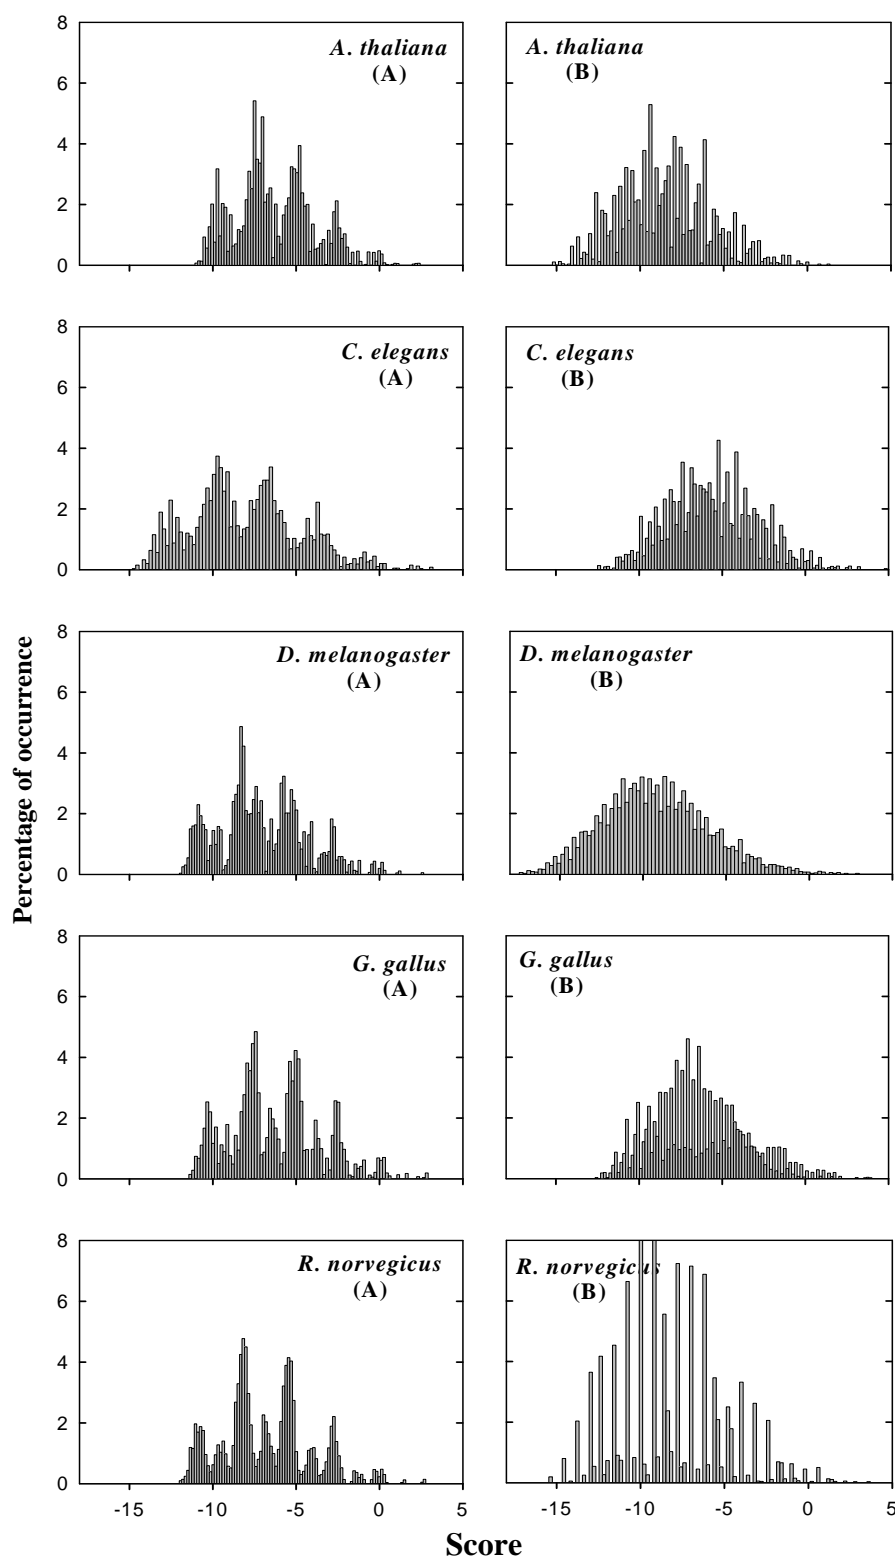 8
6
4
2
0
A. thaliana
(A)
A. thaliana
(B)
8
6
4
2
0
C. elegans
(A)
C. elegans
(B)
8
6
4
2
0
D. melanogaster
(A)
D. melanogaster
(B)
Percentage of occurrence
8
6
4
2
0
G. gallus
(A)
G. gallus
(B)
8
6
4
2
0
R. norvegicus
(A)
R. norvegicus
(B)
-15 -10 -5 0 5
-15 -10 -5 0 5
Score